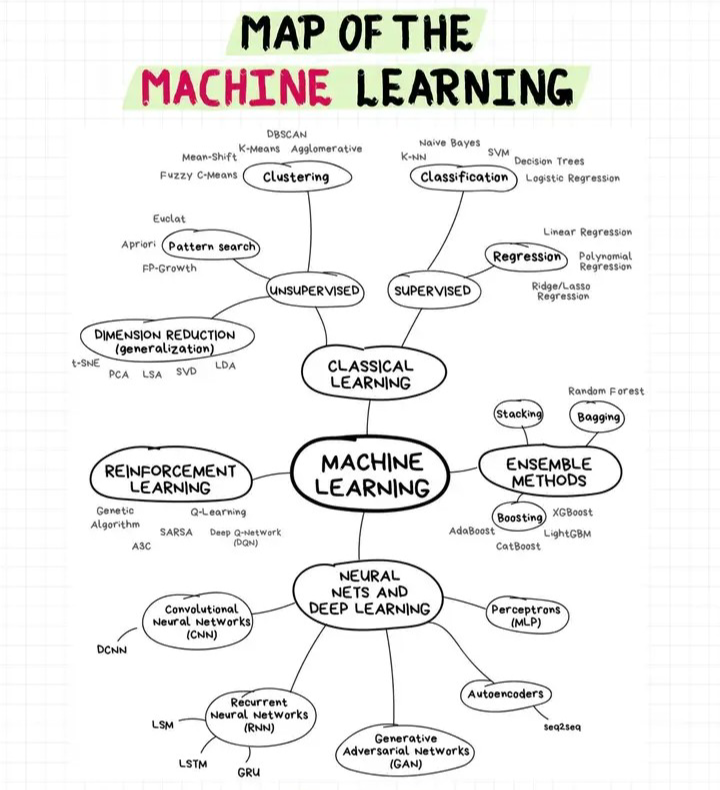 MAP OF THE
MACHINE LEARNING
DBSCAN
Mean-Shift
K-Means
Agglomerative
Fuzzy C-Means
Clustering
Naive Bayes
K-NN
SVM
Decision Trees
Classification
Logistic Regression
Euclat
Apriori
Pattern search
FP-Growth
Linear Regression
Regression
Polynomial
Regression
Ridge/Lasso
Regression
UNSUPERVISED
SUPERVISED
DIMENSION REDUCTION
(generalization)
t-SNE
PCA
LSA
SVD
LDA
CLASSICAL
LEARNING
Random Forest
Stacking
Bagging
REINFORCEMENT
LEARNING
MACHINE
LEARNING
ENSEMBLE
METHODS
Genetic
Algorithm
Q-Learning
SARSA
Deep Q-Network
(DQN)
A3C
Boosting
XGBoost
AdaBoost
LightGBM
CatBoost
NEURAL
NETS AND
DEEP LEARNING
Convolutional
Neural Networks
(CNN)
DCNN
Perceptrons
(MLP)
Autoencoders
seq2seq
Recurrent
Neural Networks
(RNN)
LSM
LSTM
GRU
Generative
Adversarial Networks
(GAN)